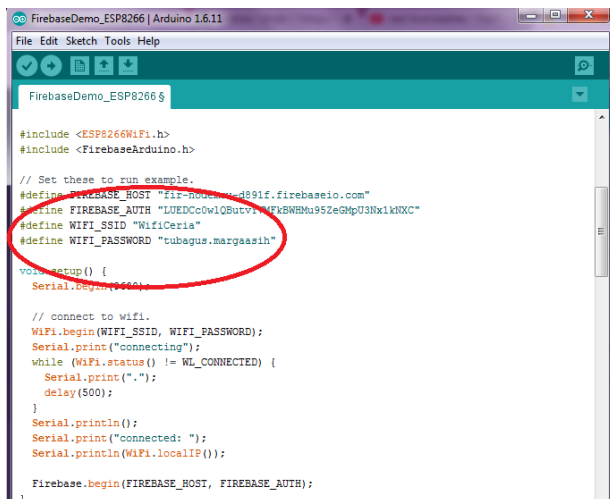 FirebaseDemo_ESP8266 | Arduino 1.6.11
File Edit Sketch Tools Help
FirebaseDemo_ESP8266 §
#include <ESP8266WiFi.h>
#include <FirebaseArduino.h>
// Set these to run example.
#define FIREBASE_HOST "fir-nodemcu-d891f.firebaseio.com"
#define FIREBASE_AUTH
#define WIFI_SSID "WifiCeria"
#define WIFI_PASSWORD "tubagus.margaasih"
void setup() {
Serial.begin(9600);
// connect to wifi.
WiFi.begin(WIFI_SSID, WIFI_PASSWORD);
Serial.print("connecting");
while (WiFi.status() != WL_CONNECTED) {
Serial.print(".");
delay(500);
}
Serial.println();
Serial.print("connected: ");
Serial.println(WiFi.localIP());
Firebase.begin(FIREBASE_HOST, FIREBASE_AUTH);